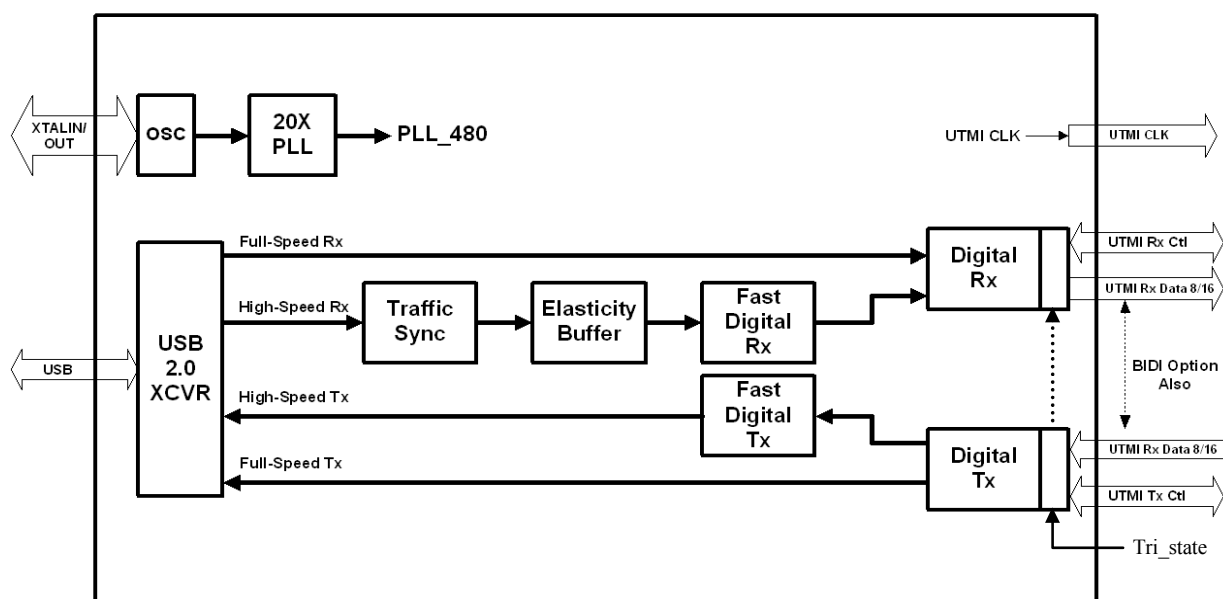 XTALIN/
OUT
OSC
20X
PLL
PLL_480
UTMI CLK
UTMI CLK
Full-Speed Rx
Digital
Rx
UTMI Rx Ctl
UTMI Rx Data 8/16
High-Speed Rx
Traffic
Sync
Elasticity
Buffer
Fast
Digital
Rx
USB
USB
2.0
XCVR
BIDI Option
Also
High-Speed Tx
Fast
Digital
Tx
Full-Speed Tx
Digital
Tx
UTMI Rx Data 8/16
UTMI Tx Ctl
Tri_state